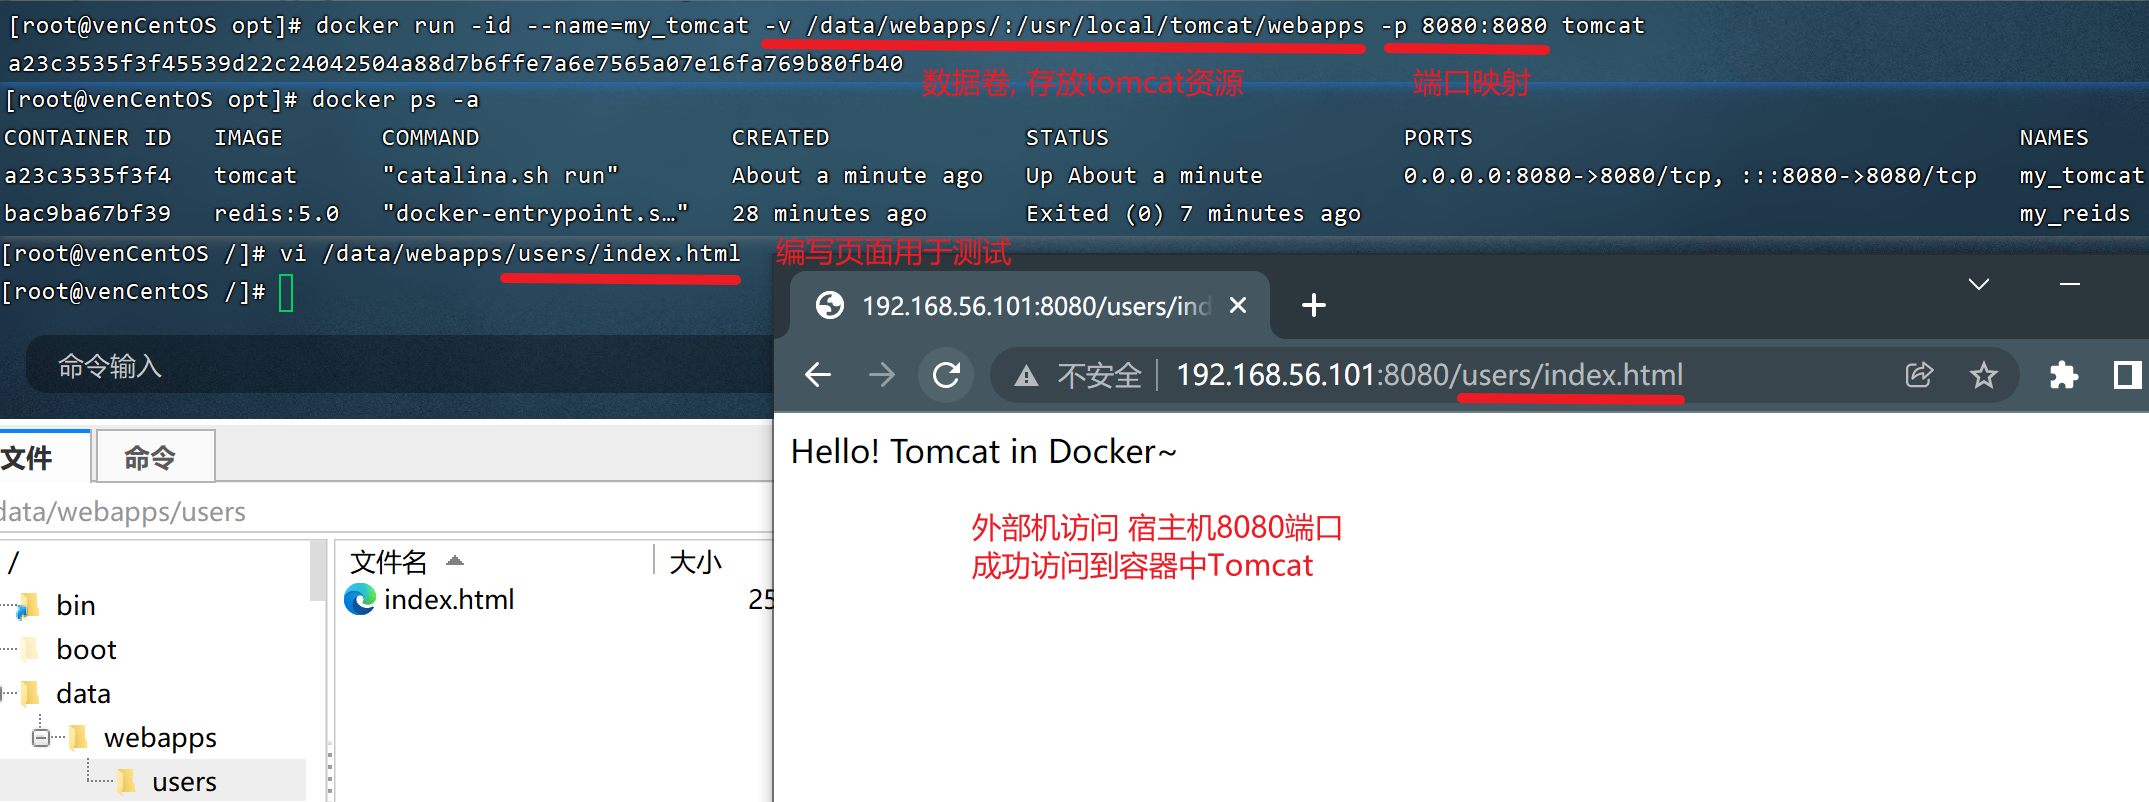 [root@venCentOS opt]# docker run -id --name=my_tomcat -v /data/webapps/:/usr/local/tomcat/webapps -p 8080:8080 tomcat
a23c3535f3f45539d22c24042504a88d7b6ffe7a6e7565a07e16fa769b80fb40
数据卷, 存放tomcat资源
端口映射
[root@venCentOS opt]# docker ps -a
CONTAINER ID IMAGE COMMAND CREATED STATUS PORTS NAMES
a23c3535f3f4 tomcat "catalina.sh run" About a minute ago Up About a minute 0.0.0.0:8080->8080/tcp, :::8080->8080/tcp my_tomcat
bac9ba67bf39 redis:5.0 "docker-entrypoint.s…" 28 minutes ago Exited (0) 7 minutes ago my_reids
[root@venCentOS /]# vi /data/webapps/users/index.html
编写页面用于测试
[root@venCentOS /]#
命令输入
192.168.56.101:8080/users/ind
不安全 192.168.56.101:8080/users/index.html
Hello! Tomcat in Docker~
外部机访问 宿主机8080端口
成功访问到容器中Tomcat
文件 命令
data/webapps/users
/
bin
boot
data
webapps
users
文件名 大小
index.html 25